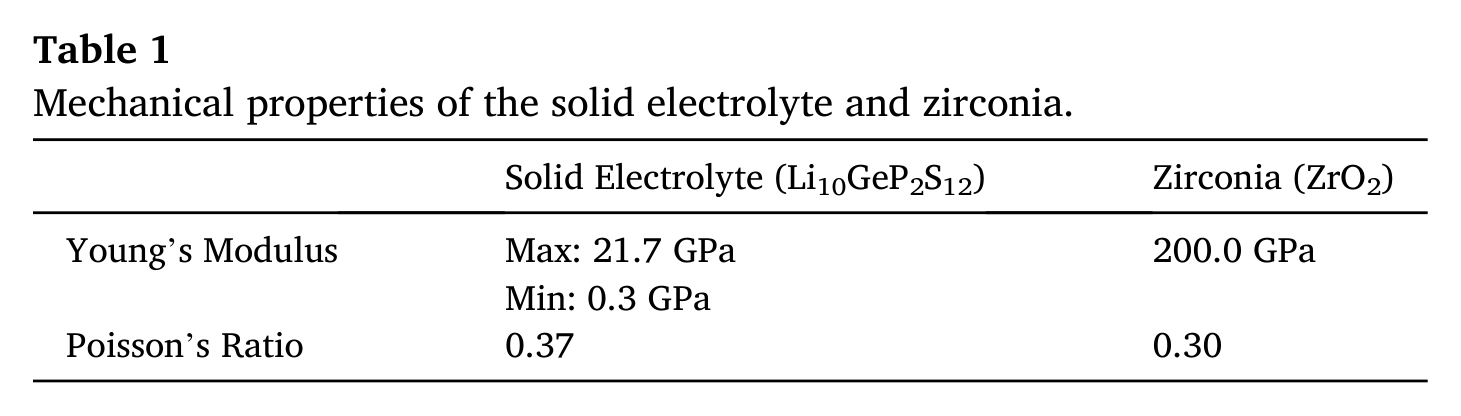 Table 1
Mechanical properties of the solid electrolyte and zirconia.
Solid Electrolyte (Li₁₀GeP₂S₁₂) Zirconia (ZrO₂)
Young’s Modulus Max: 21.7 GPa 200.0 GPa
Min: 0.3 GPa
Poisson’s Ratio 0.37 0.30